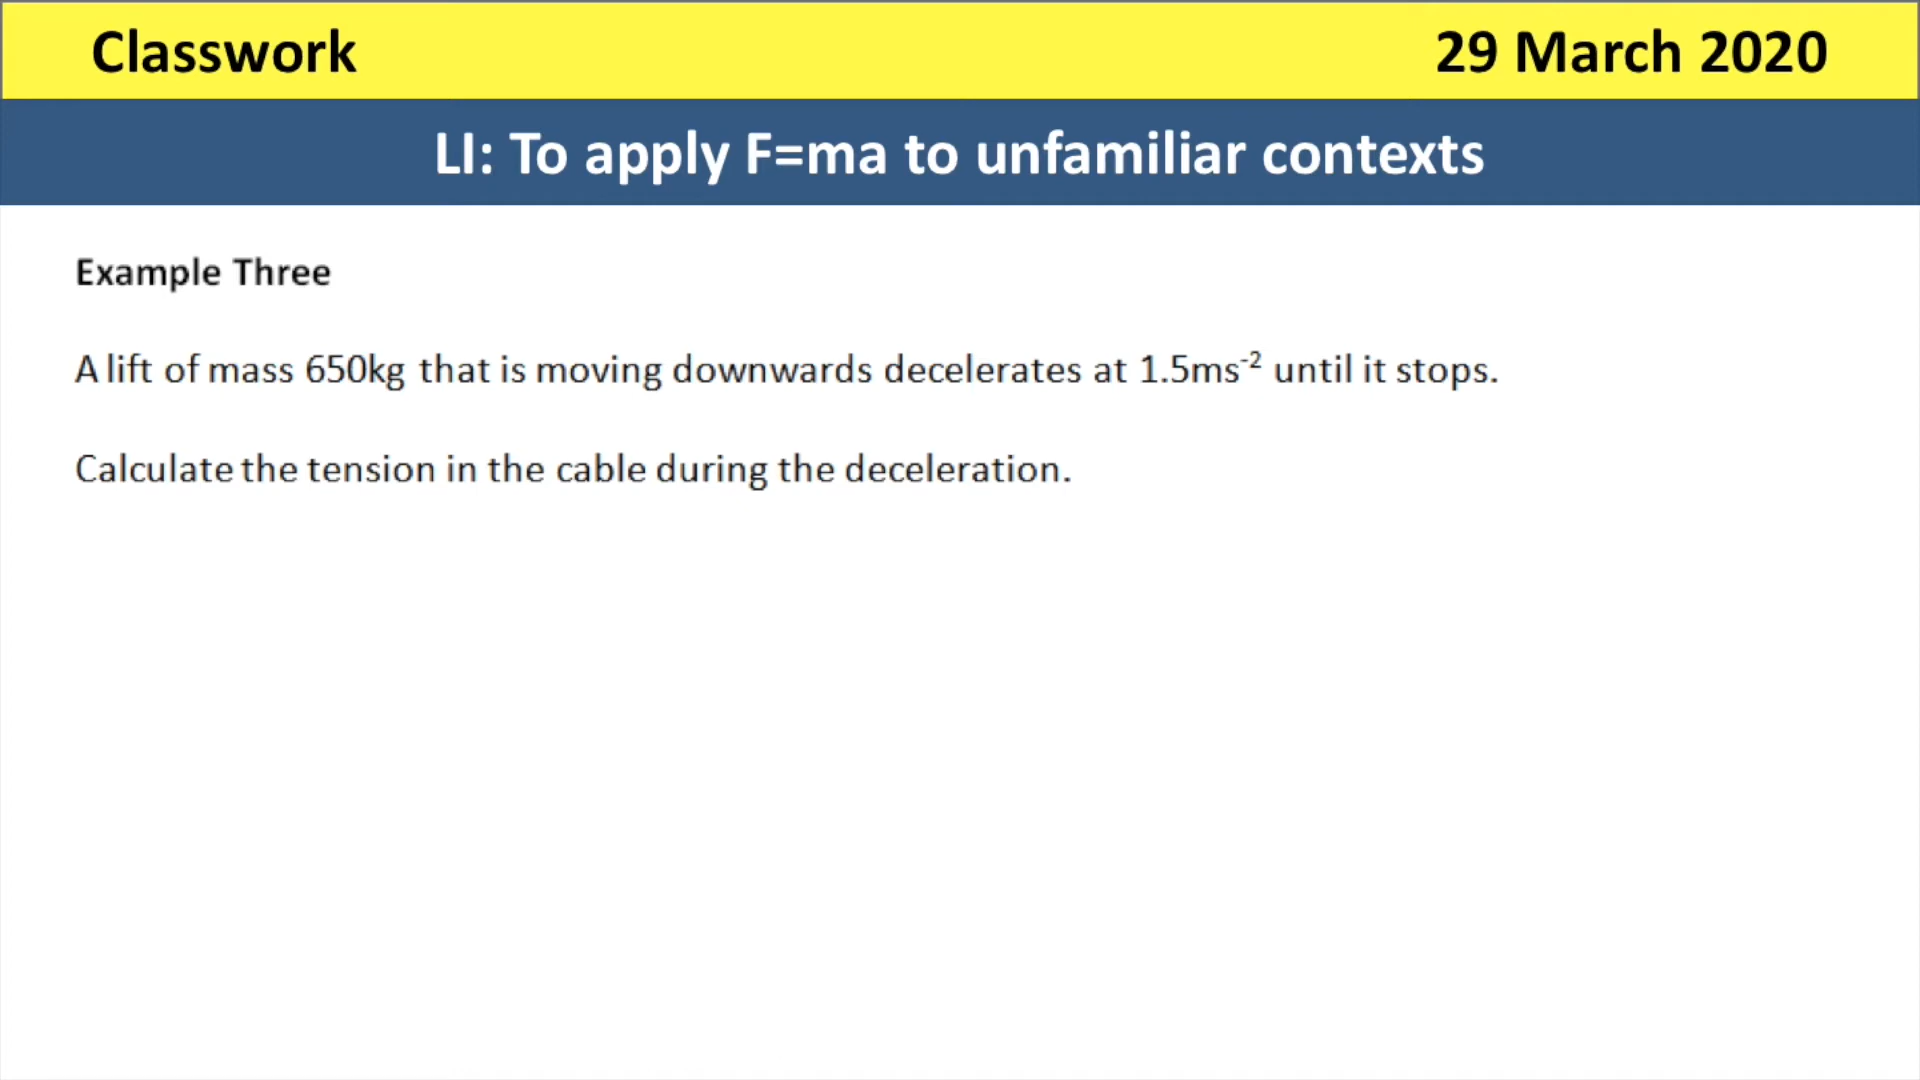 Classwork
29 March 2020
LI: To apply F=ma to unfamiliar contexts
Example Three
A lift of mass 650kg that is moving downwards decelerates at 1.5ms⁻² until it stops.
Calculate the tension in the cable during the deceleration.